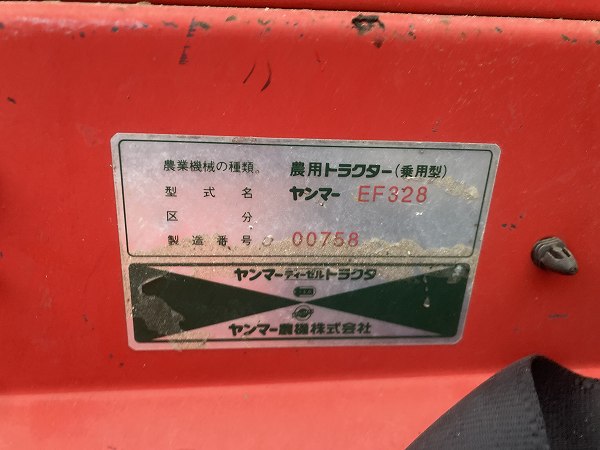 農業機械の種類。 農用トラクター(乗用型)
型式名 ヤンマー EF328
区分
製造番号 00758
ヤンマーディーゼルトラクタ
ヤンマー農機株式会社